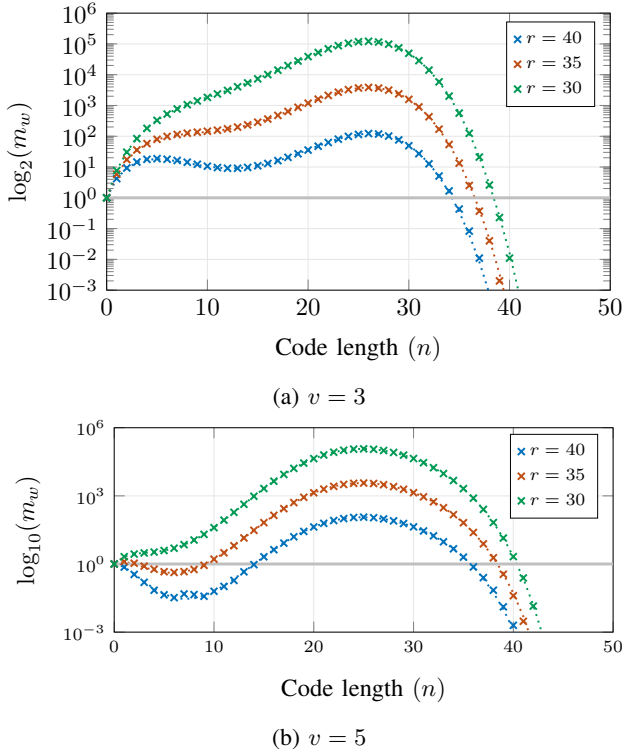 10^6
10^5
10^4
10^3
10^2
10^1
10^0
10^−1
10^−2
10^−3
log_2(m_w)
r = 40
r = 35
r = 30
0 10 20 30 40 50
Code length (n)
(a) v = 3
10^6
10^3
10^0
10^−3
log_10(m_w)
r = 40
r = 35
r = 30
0 10 20 30 40 50
Code length (n)
(b) v = 5